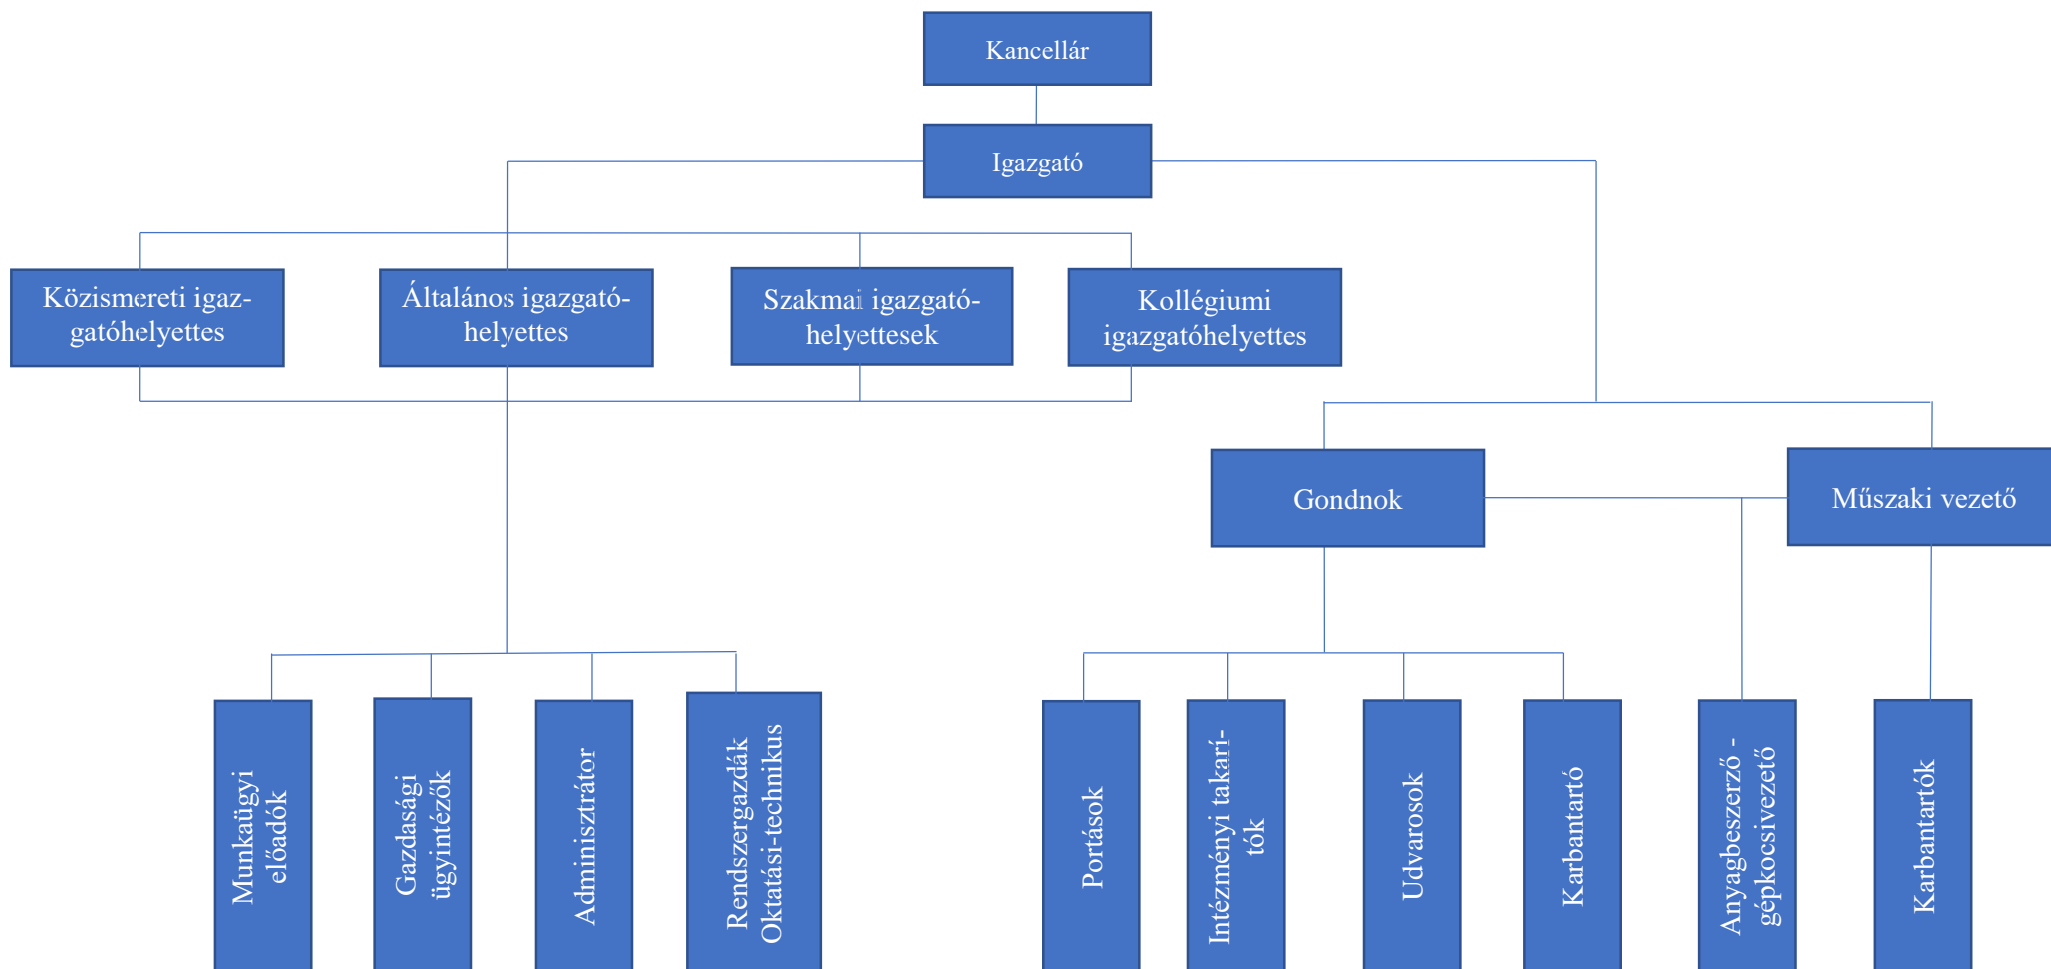 Kancellár
Igazgató
Közismereti igaz-
gatóhelyettes
Általános igazgató-
helyettes
Szakmai igazgató-
helyettesek
Kollégiumi
igazgatóhelyettes
Gondnok
Műszaki vezető
Munkaügyi
előadók
Gazdasági
ügyintézők
Adminisztrátor
Rendszergazdák
Oktatási-technikus
Portások
Intézményi takarí-
tók
Udvarosok
Karbantartó
Anyagbeszerző -
gépkocsivezető
Karbantartók